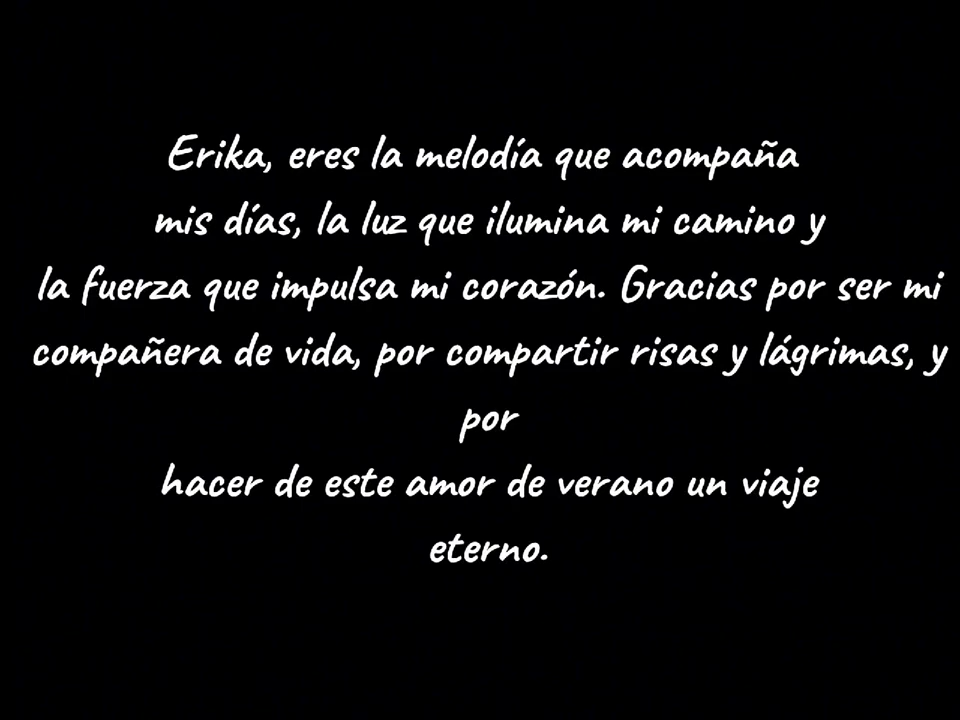 Erika, eres la melodía que acompaña
mis días, la luz que ilumina mi camino y
la fuerza que impulsa mi corazón. Gracias por ser mi
compañera de vida, por compartir risas y lágrimas, y
por
hacer de este amor de verano un viaje
eterno.